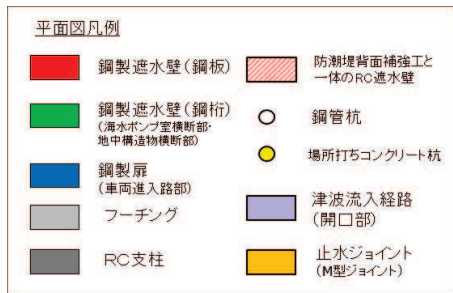 平面図凡例
鋼製遮水壁(鋼板)
鋼製遮水壁(鋼桁)
(海水ポンプ室横断部・
地中構造物横断部)
鋼製扉
(車両進入路部)
フーチング
RC支柱
防潮堤背面補強工と
一体のRC遮水壁
鋼管杭
場所打ちコンクリート杭
津波流入経路
(開口部)
止水ジョイント
(M型ジョイント)